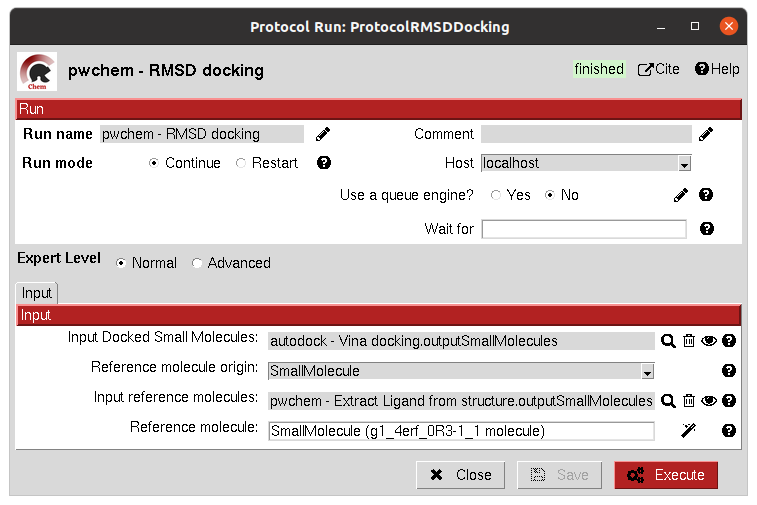 Protocol Run: ProtocolRMSDDocking
Chem
pwchem - RMSD docking
finished
Cite
Help
Run
Run name pwchem - RMSD docking
Comment
Run mode Continue Restart
Host localhost
Use a queue engine? Yes No
Wait for
Expert Level Normal Advanced
Input
Input
Input Docked Small Molecules: autodock - Vina docking.outputSmallMolecules
Reference molecule origin: SmallMolecule
Input reference molecules: pwchem - Extract Ligand from structure.outputSmallMolecules
Reference molecule: SmallMolecule (g1_4erf_0R3-1_1 molecule)
Close
Save
Execute